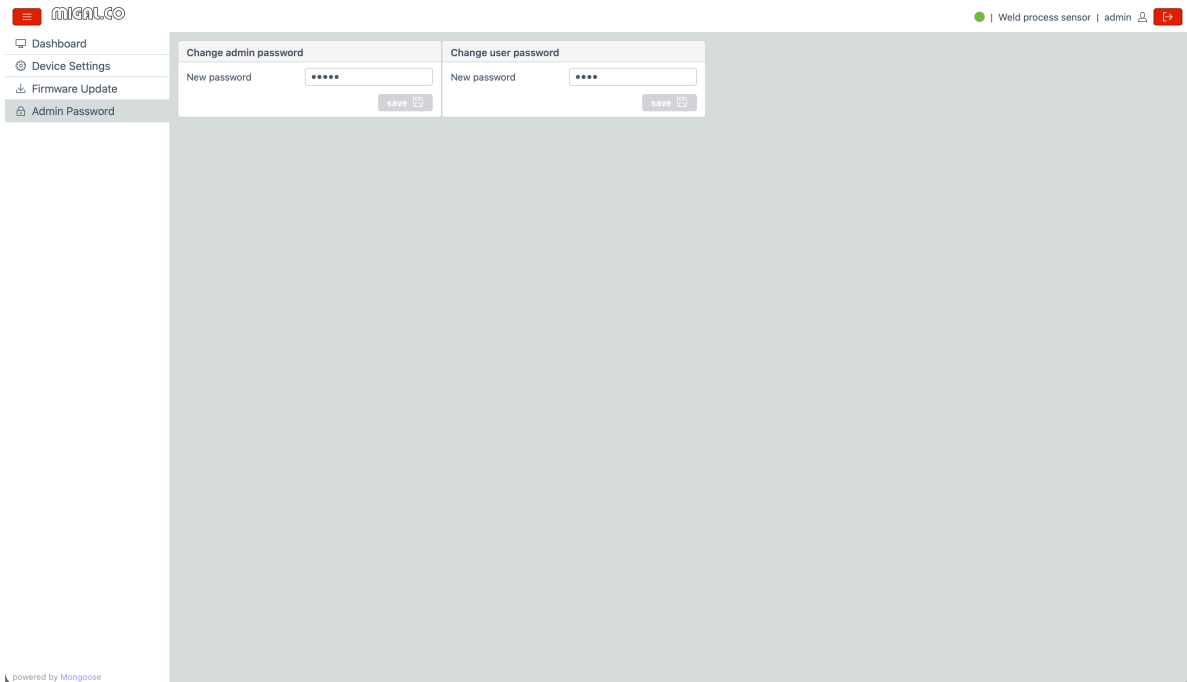 MIGAL.CO
| Weld process sensor | admin
Dashboard
Device Settings
Firmware Update
Admin Password
Change admin password
New password
•••••
save
Change user password
New password
••••
save
powered by Mongoose